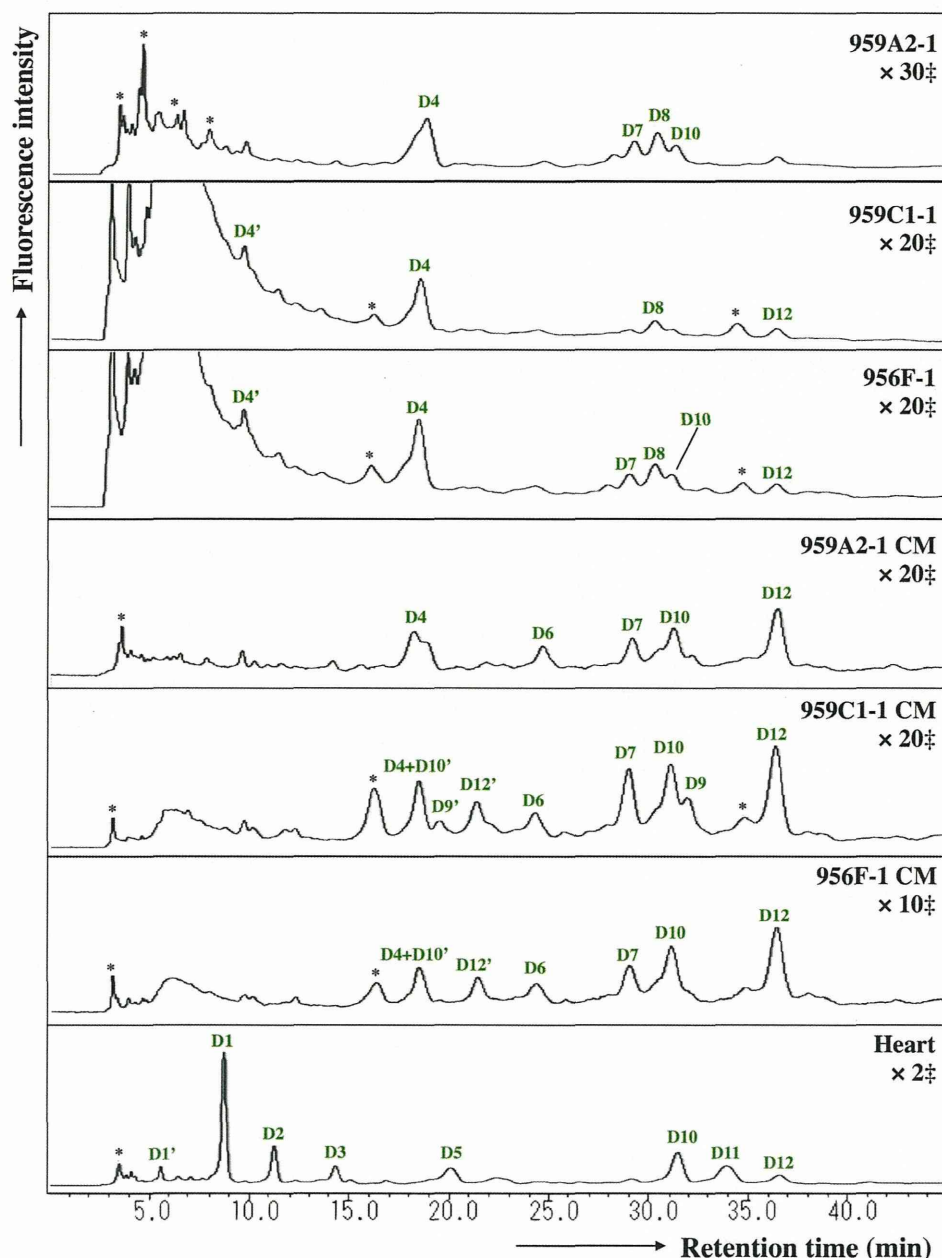 Fluorescence intensity
959A2-1
× 30‡
* * * * D4 D7 D8 D10
959C1-1
× 20‡
D4’ * D4 D8 * D12
956F-1
× 20‡
D4’ * D4 D7 D8 D10 * D12
959A2-1 CM
× 20‡
* D4 D6 D7 D10 D12
959C1-1 CM
× 20‡
* * D4+D10’ D9’ D12’ D6 D7 D10 D9 * D12
956F-1 CM
× 10‡
* * D4+D10’ D12’ D6 D7 D10 D12
Heart
× 2‡
* D1’ D1 D2 D3 D5 D10 D11 D12
5.0 10.0 15.0 20.0 25.0 30.0 35.0 40.0
Retention time (min)